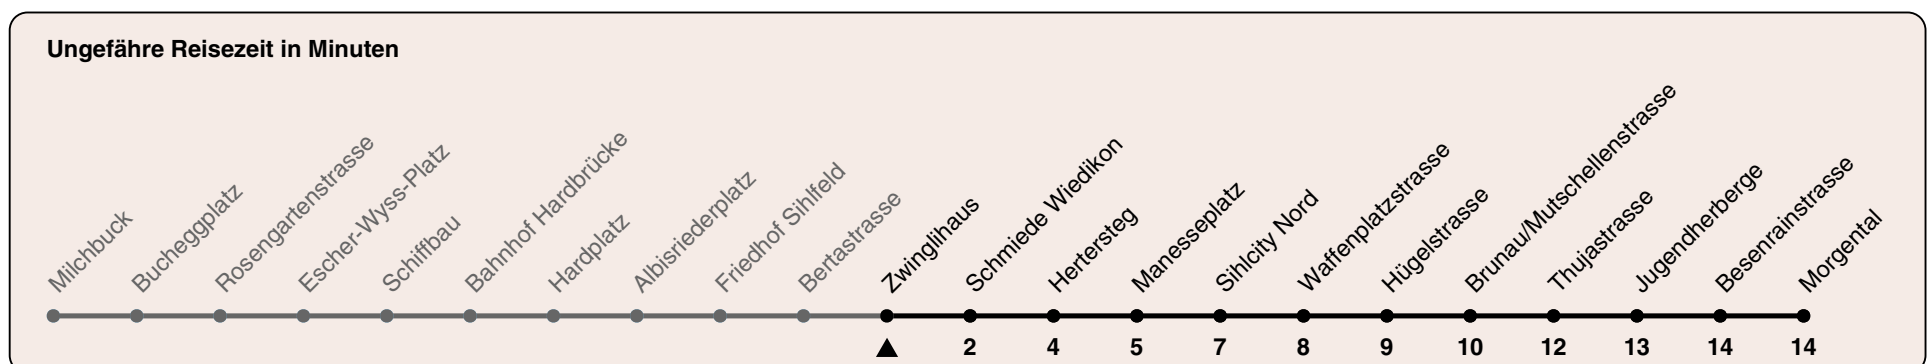 Ungefähre Reisezeit in Minuten
Milchbuck
Bucheggplatz
Rosengartenstrasse
Escher-Wyss-Platz
Schiffbau
Bahnhof Hardbrücke
Hardplatz
Albisriederplatz
Friedhof Sihlfeld
Bertastrasse
Zwinglihaus
Schmiede Wiedikon
Hertersteg
Manesseplatz
Sihlcity Nord
Waffenplatzstrasse
Hügelstrasse
Brunau/Mutschellenstrasse
Thujastrasse
Jugendherberge
Besenrainstrasse
Morgental
2 4 5 7 8 9 10 12 13 14 14